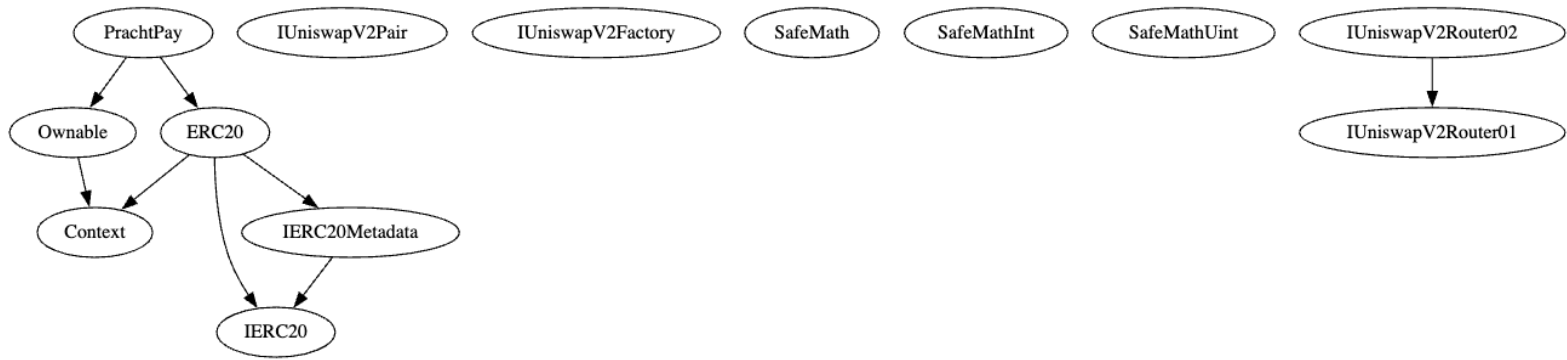 PrachtPay
IUniswapV2Pair
IUniswapV2Factory
SafeMath
SafeMathInt
SafeMathUint
IUniswapV2Router02
Ownable
ERC20
IUniswapV2Router01
Context
IERC20Metadata
IERC20